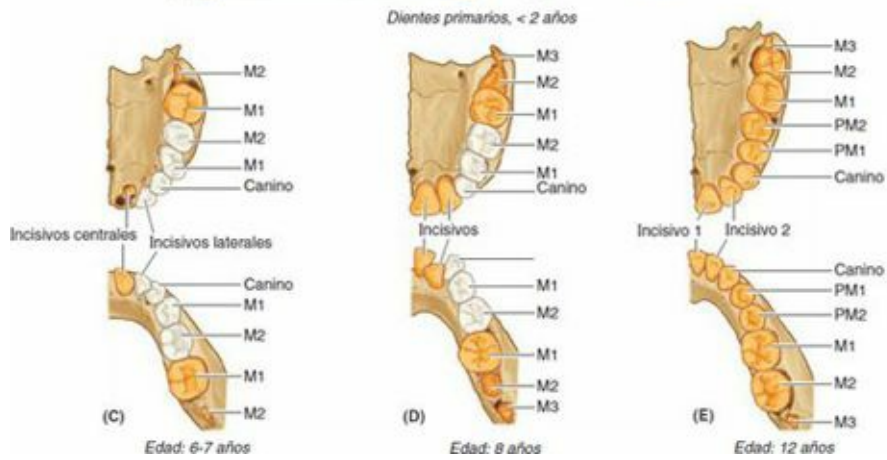 Dientes primarios, < 2 años
M2
M1
M2
M1
Canino
Incisivos centrales
Incisivos laterales
Canino
M1
M2
M1
M2
(C)
Edad: 6-7 años
M3
M2
M1
M2
M1
Canino
Incisivos
M1
M2
M1
M2
M3
(D)
Edad: 8 años
M3
M2
M1
PM2
PM1
Canino
Incisivo 1
Incisivo 2
Canino
PM1
PM2
M1
M2
M3
(E)
Edad: 12 años